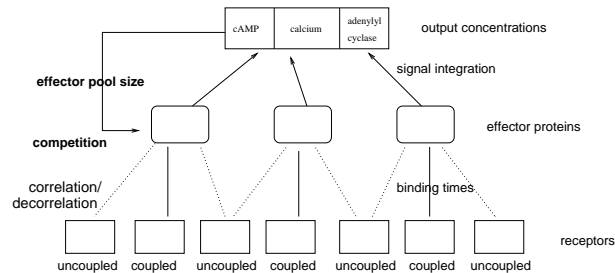 cAMP
calcium
adenylyl
cyclase
output concentrations
effector pool size
signal integration
competition
effector proteins
correlation/
decorrelation
binding times
receptors
uncoupled coupled uncoupled coupled uncoupled coupled uncoupled